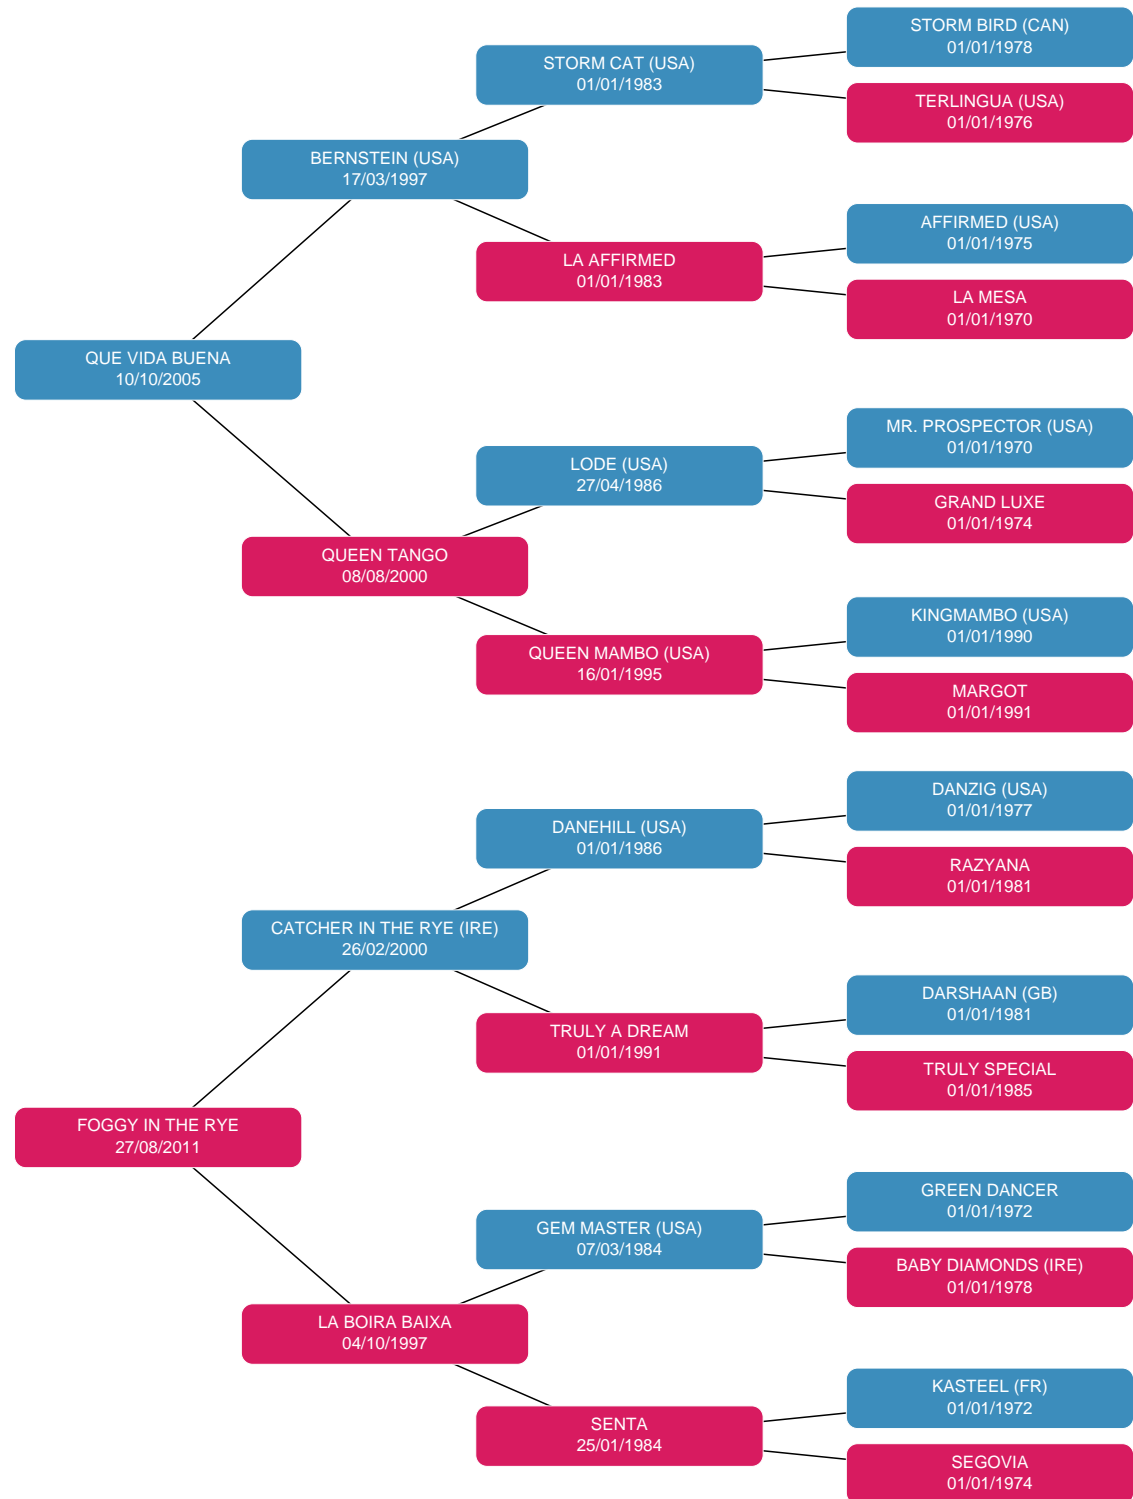 STORM BIRD (CAN)
01/01/1978
STORM CAT (USA)
01/01/1983
TERLINGUA (USA)
01/01/1976
BERNSTEIN (USA)
17/03/1997
AFFIRMED (USA)
01/01/1975
LA AFFIRMED
01/01/1983
LA MESA
01/01/1970
QUE VIDA BUENA
10/10/2005
MR. PROSPECTOR (USA)
01/01/1970
LODE (USA)
27/04/1986
GRAND LUXE
01/01/1974
QUEEN TANGO
08/08/2000
KINGMAMBO (USA)
01/01/1990
QUEEN MAMBO (USA)
16/01/1995
MARGOT
01/01/1991
DANZIG (USA)
01/01/1977
DANEHILL (USA)
01/01/1986
RAZYANA
01/01/1981
CATCHER IN THE RYE (IRE)
26/02/2000
DARSHAAN (GB)
01/01/1981
TRULY A DREAM
01/01/1991
TRULY SPECIAL
01/01/1985
FOGGY IN THE RYE
27/08/2011
GREEN DANCER
01/01/1972
GEM MASTER (USA)
07/03/1984
BABY DIAMONDS (IRE)
01/01/1978
LA BOIRA BAIXA
04/10/1997
KASTEEL (FR)
01/01/1972
SENTA
25/01/1984
SEGOVIA
01/01/1974